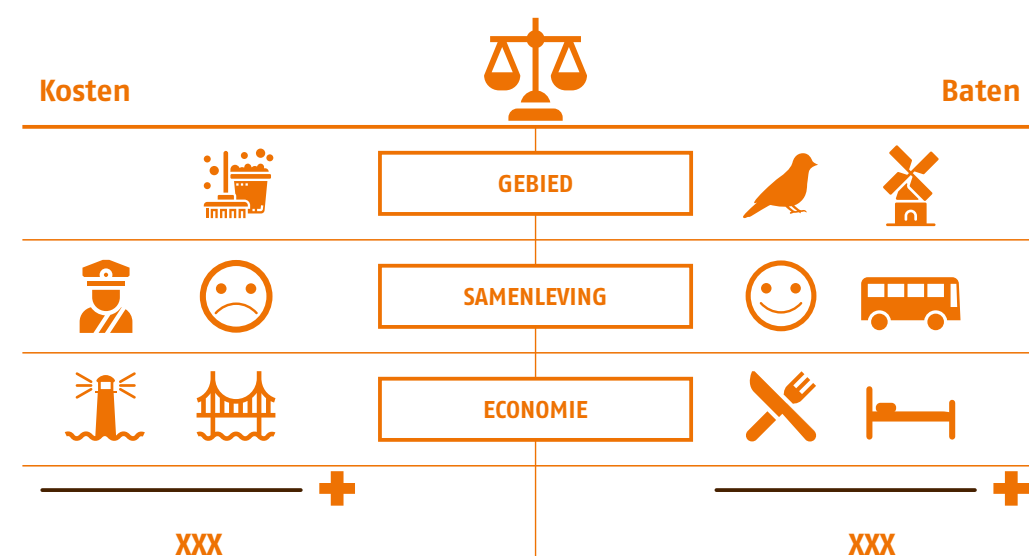 Kosten
Baten
GEBIED
SAMENLEVING
ECONOMIE
XXX
XXX